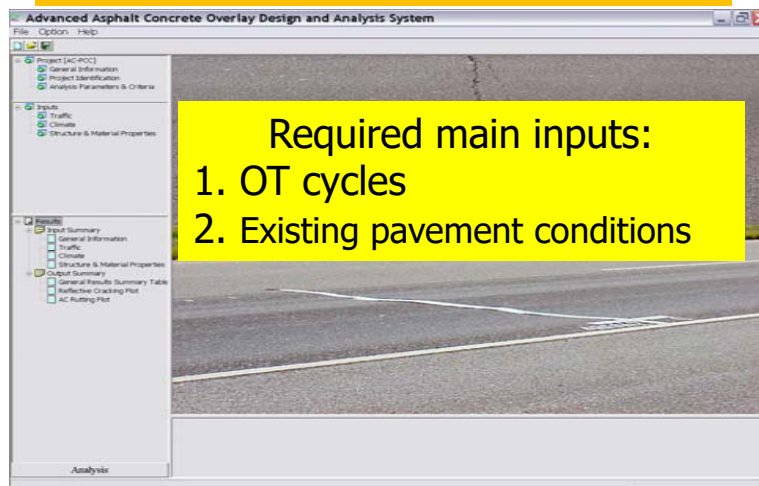 Advanced Asphalt Concrete Overlay Design and Analysis System
File Option Help
Project [AC-PCC]
General Information
Project Identification
Analysis Parameters & Criteria
Inputs
Traffic
Climate
Structure & Material Properties
Required main inputs:
1. OT cycles
2. Existing pavement conditions
Results
Input Summary
General Information
Traffic
Climate
Structure & Material Properties
Output Summary
General Results Summary Table
Reflective Cracking Plot
AC Rutting Plot
Analysis